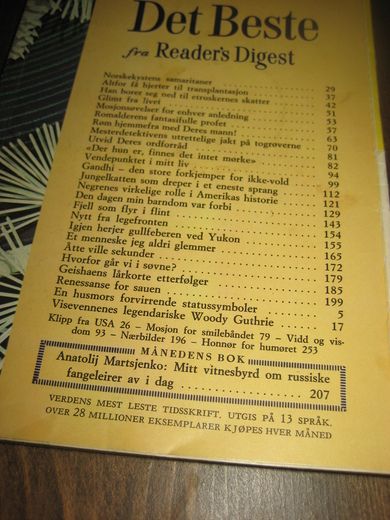 Det Beste
fra Reader's Digest
Norskekystens samaritaner 29
Altfor få hjerter til transplantasjon 37
Han borer seg ned til etruskernes skatter 42
Glimt fra livet 51
Mosjonsøvelser for enhver anledning 53
Romalderens fantasifulle profet 57
Røm hjemmefra med Deres mann! 63
Mesterdetektivens utrettelige jakt på togrøverne 70
Utvid Deres ordforråd 81
«Der hun er, finnes det intet mørke» 82
Vendepunktet i mitt liv 94
Gandhi – den store forkjemper for ikke-vold 99
Jungelkatten som dreper i et eneste sprang 112
Negrenes virkelige rolle i Amerikas historie 121
Den dagen min barndom var forbi 129
Fjell som flyr i flint 143
Nytt fra legefronten 154
Igjen herjer gullfeberen ved Yukon 155
Et menneske jeg aldri glemmer 165
Åtte ville sekunder 172
Hvorfor går vi i søvne? 179
Geishaens lårkorte etterfølger 185
Renessanse for sauen 199
En husmors forvirrende statussymboler 5
Visevennenes legendariske Woody Guthrie 17
Klipp fra USA 26 – Mosjon for smilebåndet 79 – Vidd og vis-
dom 93 – Nærbilder 196 – Honnør for humøret 253
MÅNEDENS BOK
Anatolij Martsjenko: Mitt vitnesbyrd om russiske
fangeleirer av i dag . . . . . . . . . . . . 207
VERDENS MEST LESTE TIDSSKRIFT, UTGIS PÅ 13 SPRÅK.
OVER 28 MILLIONER EKSEMPLARER KJØPES HVER MÅNED